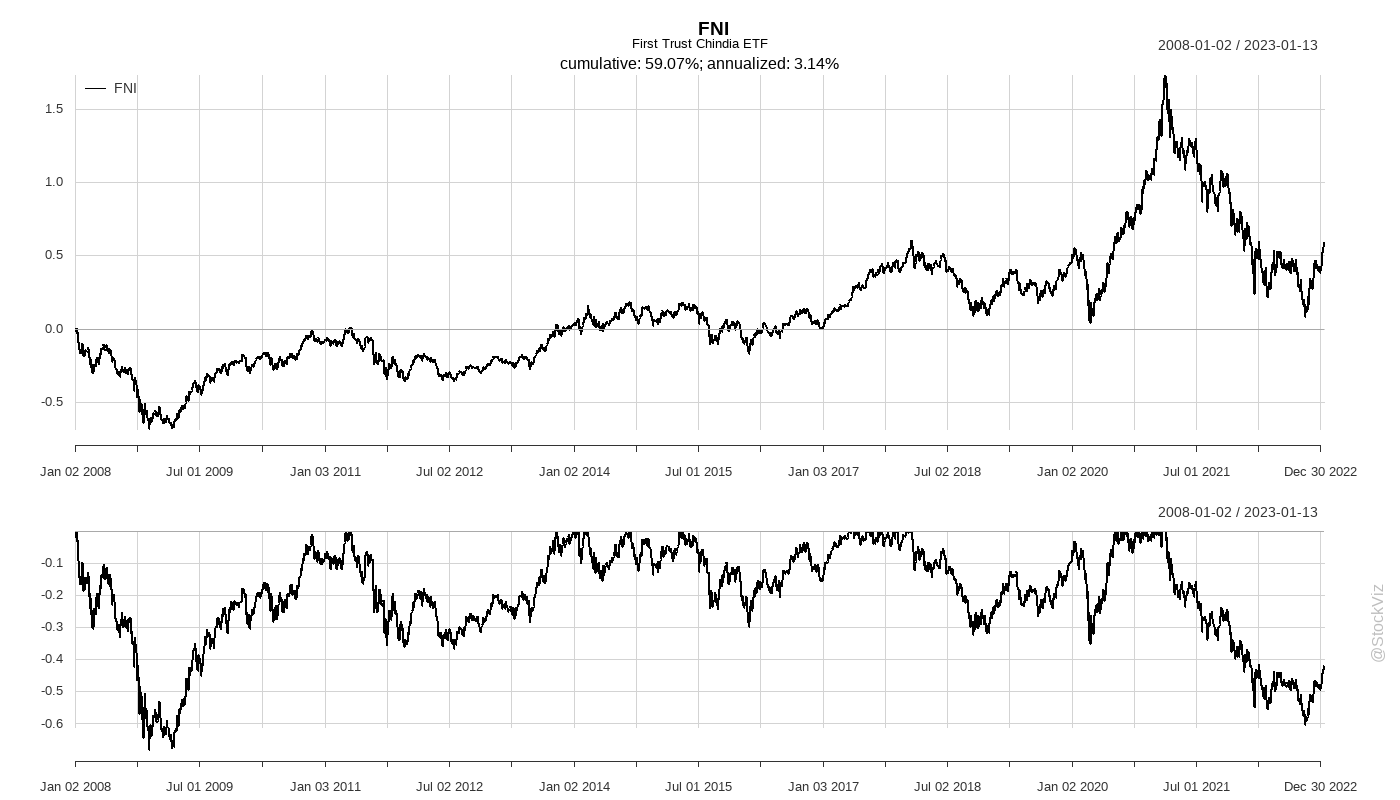 FNI
First Trust Chindia ETF
2008-01-02 / 2023-01-13
cumulative: 59.07%; annualized: 3.14%
FNI
1.5
1.0
0.5
0.0
-0.5
Jan 02 2008 Jul 01 2009 Jan 03 2011 Jul 02 2012 Jan 02 2014 Jul 01 2015 Jan 03 2017 Jul 02 2018 Jan 02 2020 Jul 01 2021 Dec 30 2022
2008-01-02 / 2023-01-13
-0.1
-0.2
-0.3
-0.4
-0.5
-0.6
Jan 02 2008 Jul 01 2009 Jan 03 2011 Jul 02 2012 Jan 02 2014 Jul 01 2015 Jan 03 2017 Jul 02 2018 Jan 02 2020 Jul 01 2021 Dec 30 2022
@StockViz